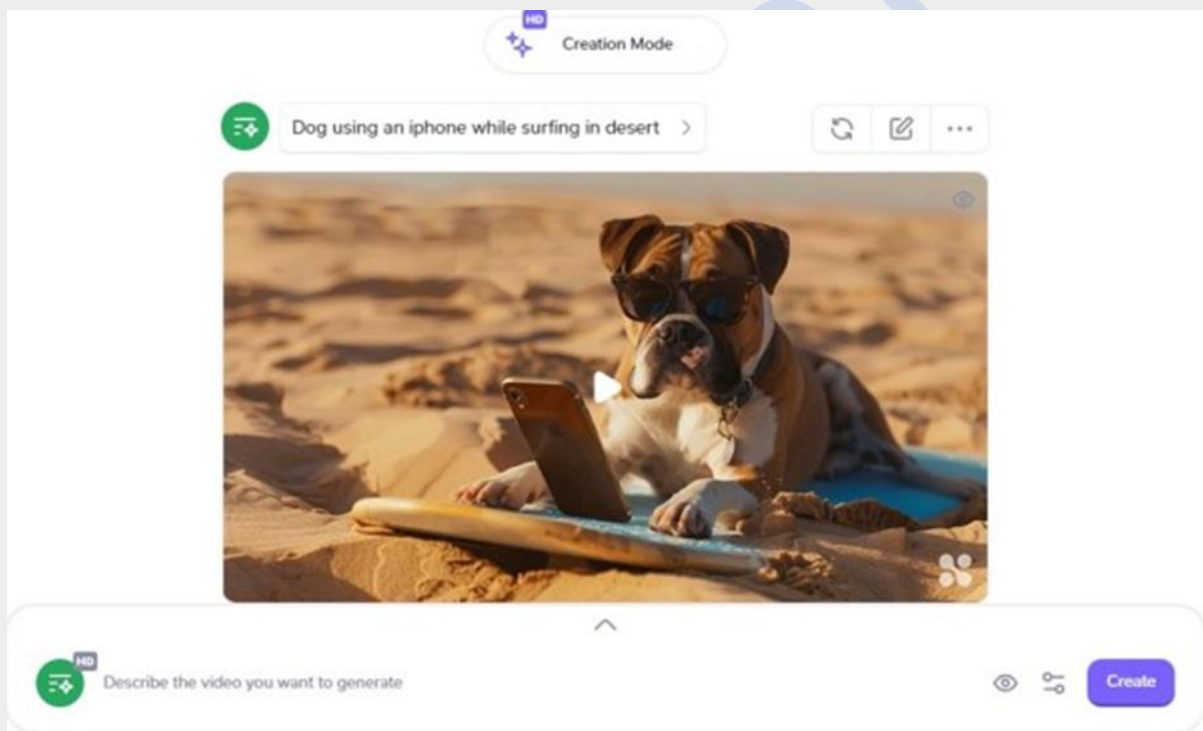 HD
Creation Mode
Dog using an iphone while surfing in desert
HD
Describe the video you want to generate
Create